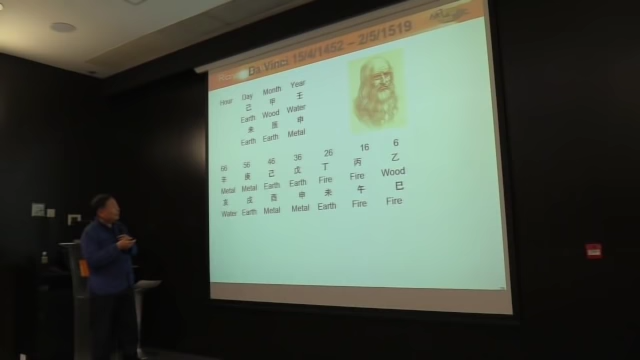 Da Vinci 15/4/1452 – 2/5/1519
Hour Day Month Year
己 甲 壬
Earth Wood Water
未 辰 申
Earth Earth Metal
66 56 46 36 26 16 6
辛 庚 己 戊 丁 丙 乙
Metal Metal Earth Earth Fire Fire Wood
亥 戌 酉 申 未 午 巳
Water Earth Metal Metal Earth Fire Fire